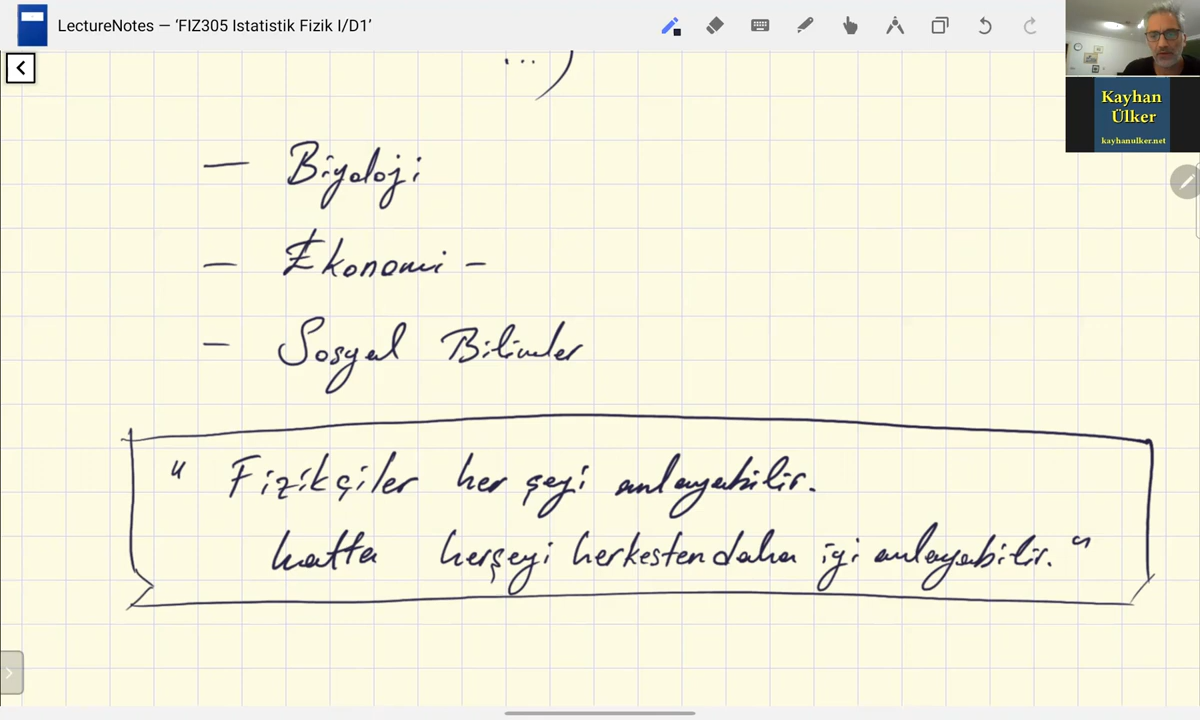 LectureNotes — ‘FIZ305 Istatistik Fizik I/D1’
Kayhan
Ülker
kayhanulker.net
... )
— Biyoloji
— Ekonomi –
— Sosyal Bilimler
“ Fizikçiler her şeyi anlayabilir.
hatta herşeyi herkesten daha iyi anlayabilir. “